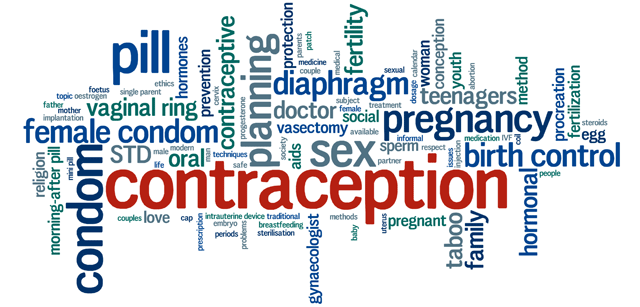 pill
hormones
prevention
contraceptive
planning
protection
parents
patch
medicine
couple
medical
fertility
sexual
dosage
calendar
woman
conception
youth
abortion
method
procreation
fertilization
foetus
topic
oestrogen
single parent
ethics
cervix
progesterone
diaphragm
subject
treatment
teenagers
father
mother
implantation
vaginal ring
doctor
female
social
pregnancy
steroids
female condom
vasectomy
available
informal
medication
IVF
coil
egg
religion
morning-after pill
mini pill
condom
STD
male
modern
life
oral
man
techniques
safe
society
aids
sex
sperm
respect
partner
issues
injection
birth control
people
contraception
hormonal
couples
love
cap
prescription
intrauterine device
traditional
embryo
problems
breastfeeding
periods
sterilisation
gynaecologist
methods
baby
uterus
pregnant
taboo
family